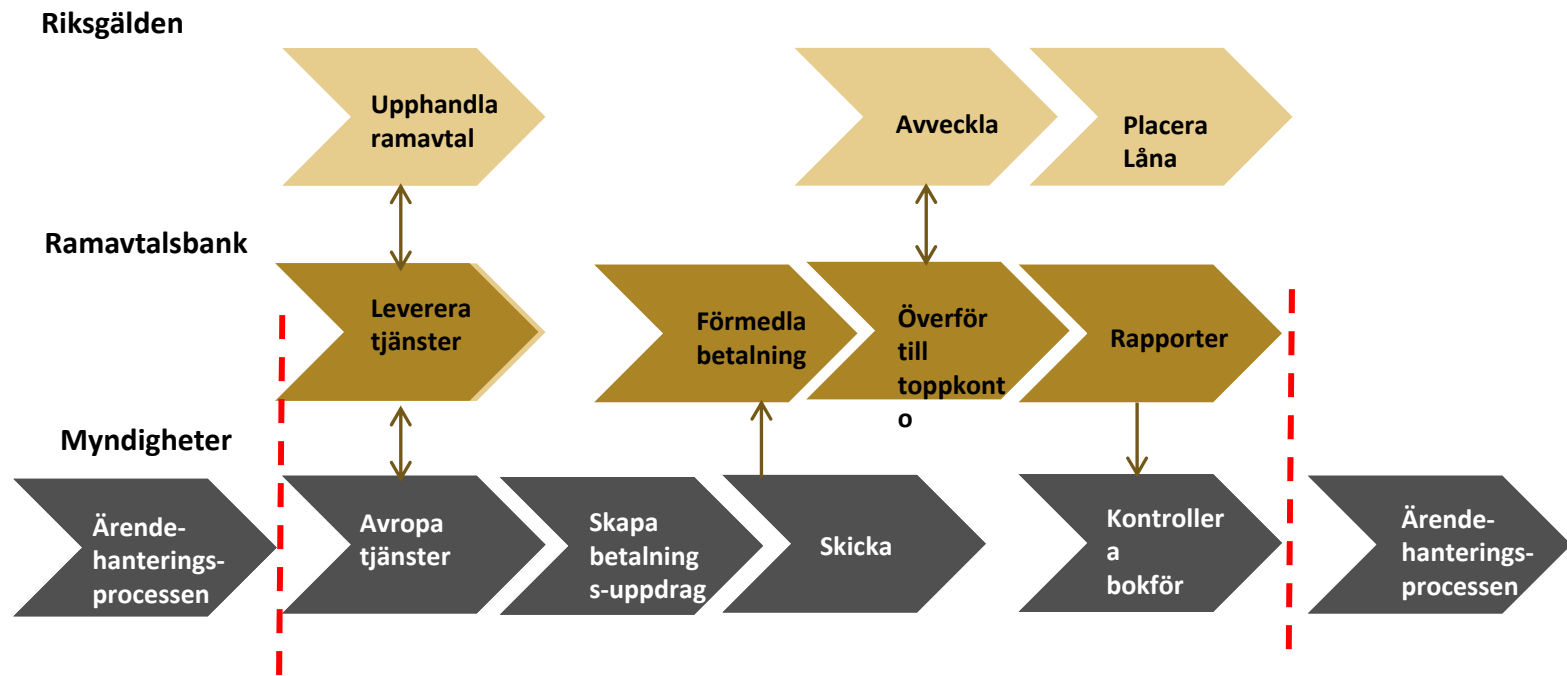 Riksgälden
Upphandla
ramavtal
Avveckla
Placera
Låna
Ramavtalsbank
Leverera
tjänster
Förmedla
betalning
Överför
till
toppkont
o
Rapporter
Myndigheter
Ärende-
hanterings-
processen
Avropa
tjänster
Skapa
betalning
s-uppdrag
Skicka
Kontroller
a
bokför
Ärende-
hanterings-
processen